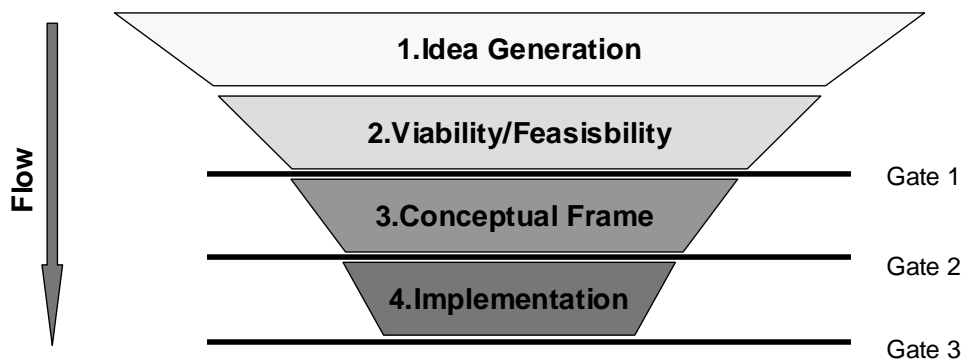 1.Idea Generation
2.Viability/Feasisbility
Gate 1
3.Conceptual Frame
Gate 2
4.Implementation
Gate 3
Flow